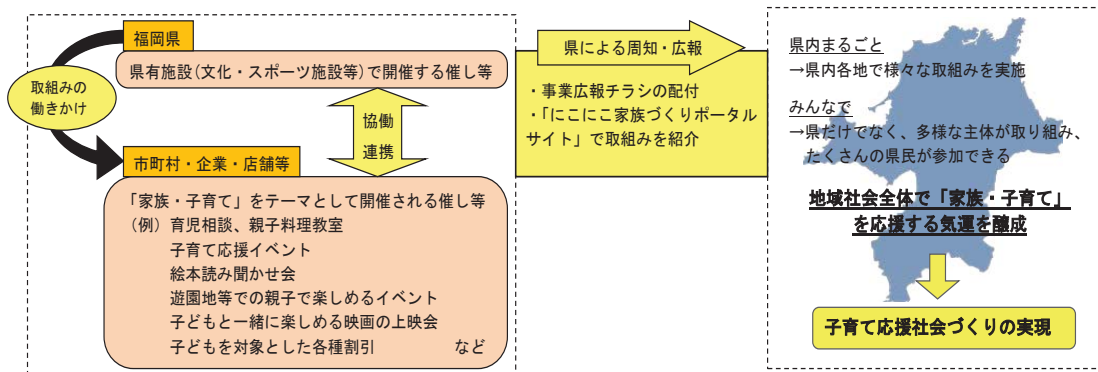 福岡県
県有施設(文化・スポーツ施設等)で開催する催し等
取組みの
働きかけ
協働
連携
市町村・企業・店舗等
「家族・子育て」をテーマとして開催される催し等
(例)育児相談、親子料理教室
子育て応援イベント
絵本読み聞かせ会
遊園地等での親子で楽しめるイベント
子どもと一緒に楽しめる映画の上映会
子どもを対象とした各種割引 など
県による周知・広報
・事業広報チラシの配付
・「にこにこ家族づくりポータル
サイト」で取組みを紹介
県内まるごと
→県内各地で様々な取組みを実施
みんなで
→県だけでなく、多様な主体が取り組み、
たくさんの県民が参加できる
地域社会全体で「家族・子育て」
を応援する気運を醸成
子育て応援社会づくりの実現